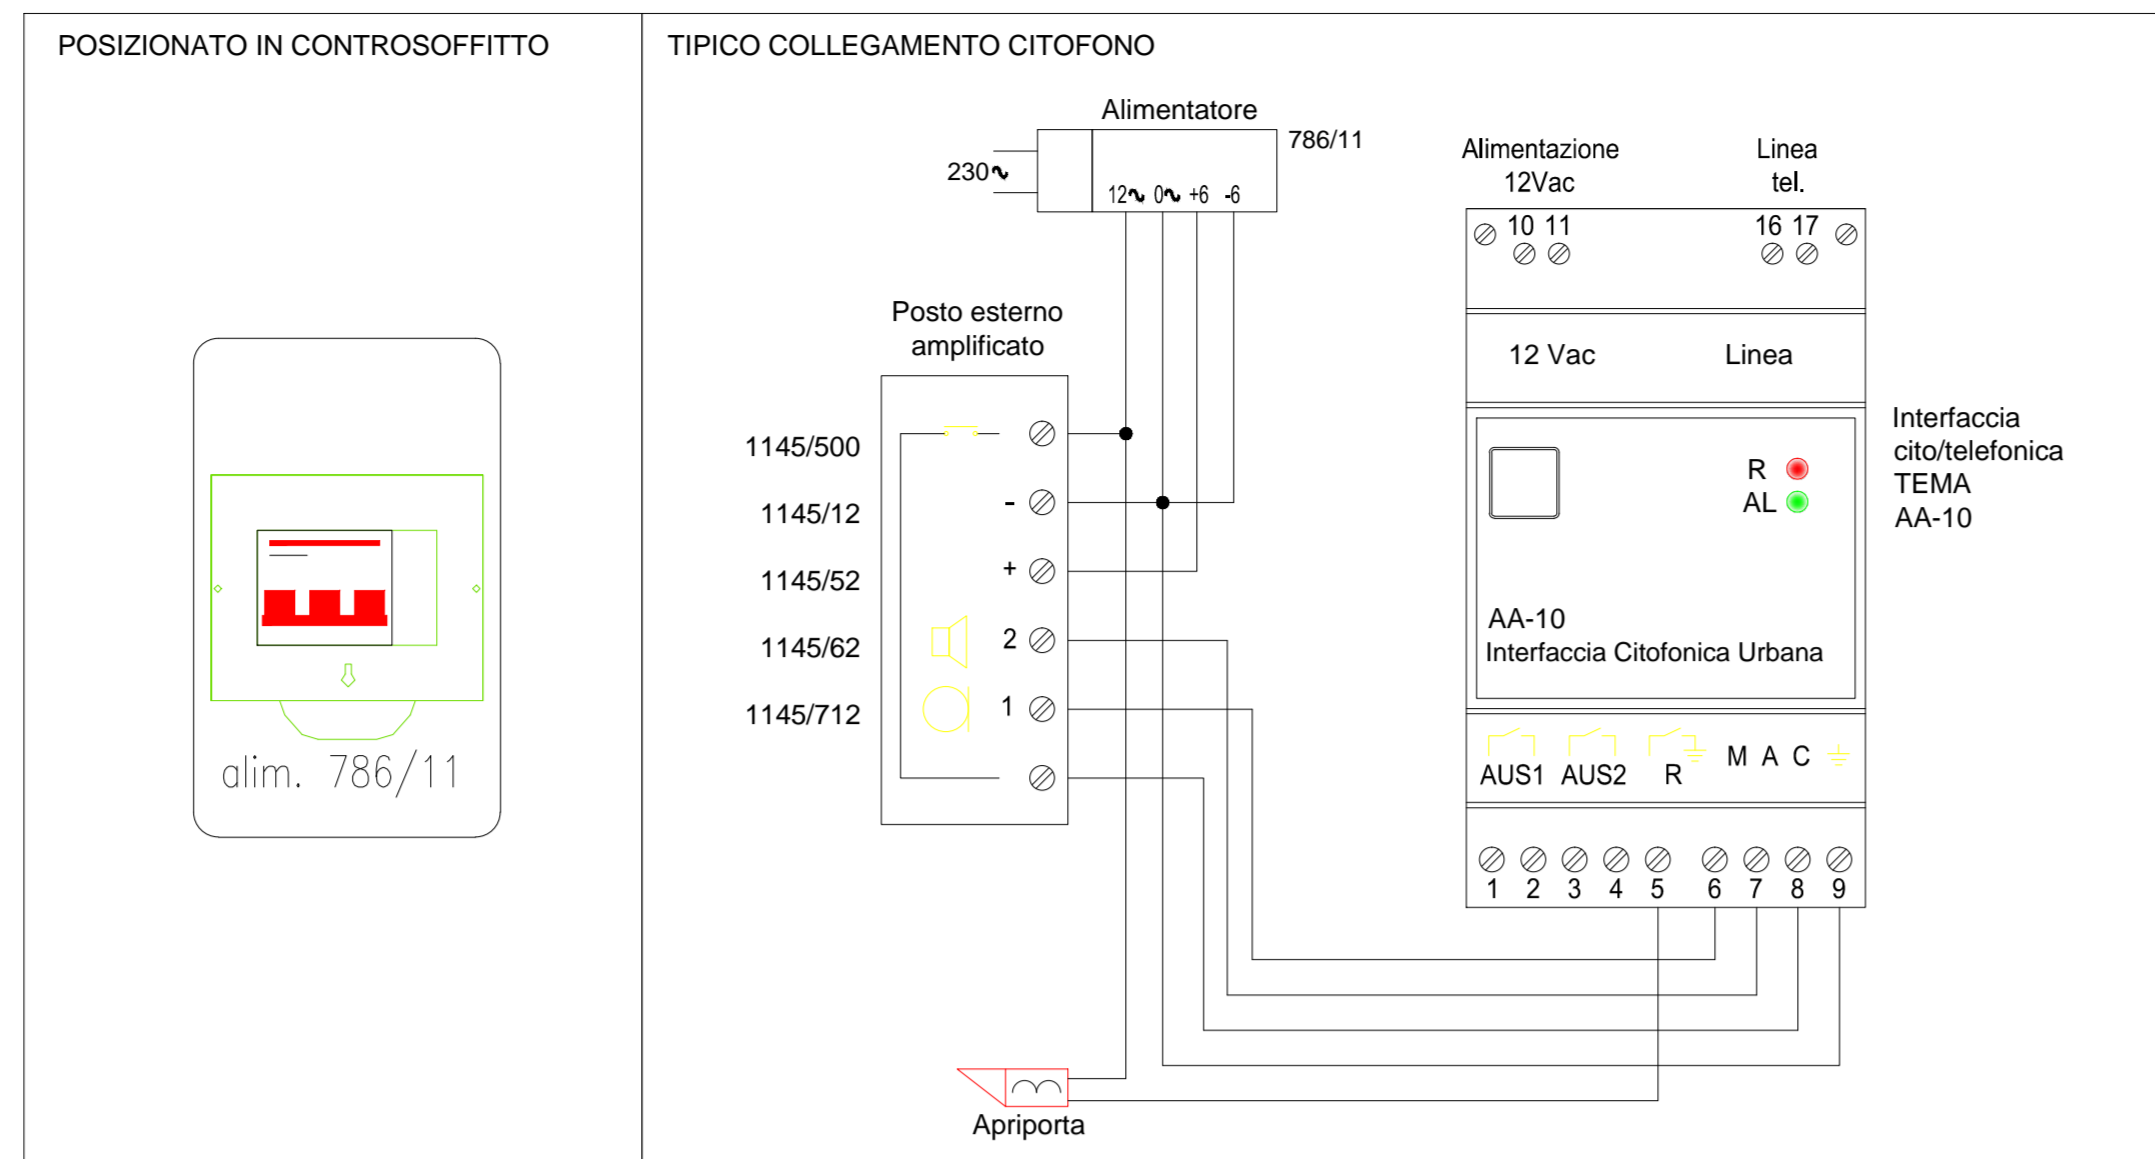 POSIZIONATO IN CONTROSOFFITTO
alim. 786/11
TIPICO COLLEGAMENTO CITOFONO
Alimentatore
786/11
230∿
12∿ 0∿ +6 -6
Posto esterno
amplificato
1145/500
1145/12
1145/52
1145/62
1145/712
-
+
2
1
Apriporta
Alimentazione
12Vac
Linea
tel.
10 11
16 17
12 Vac
Linea
R
AL
AA-10
Interfaccia Citofonica Urbana
AUS1 AUS2 R M A C
1 2 3 4 5 6 7 8 9
Interfaccia
cito/telefonica
TEMA
AA-10